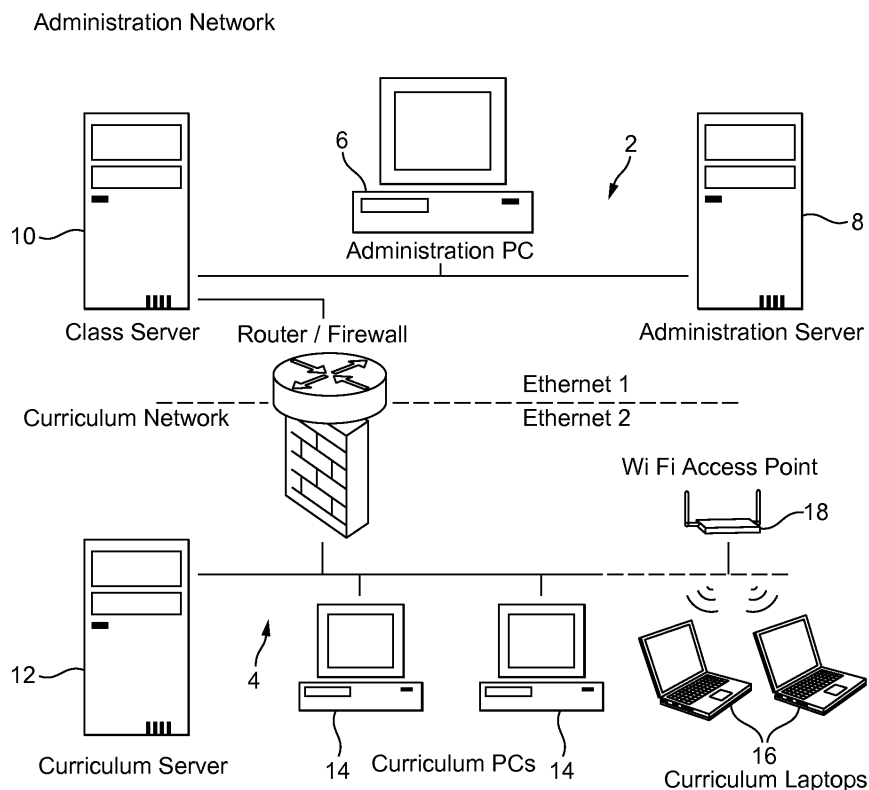 Administration Network
6
2
10
8
Administration PC
Class Server
Router / Firewall
Administration Server
Ethernet 1
Curriculum Network
Ethernet 2
Wi Fi Access Point
18
12
4
14
Curriculum PCs
14
16
Curriculum Server
Curriculum Laptops